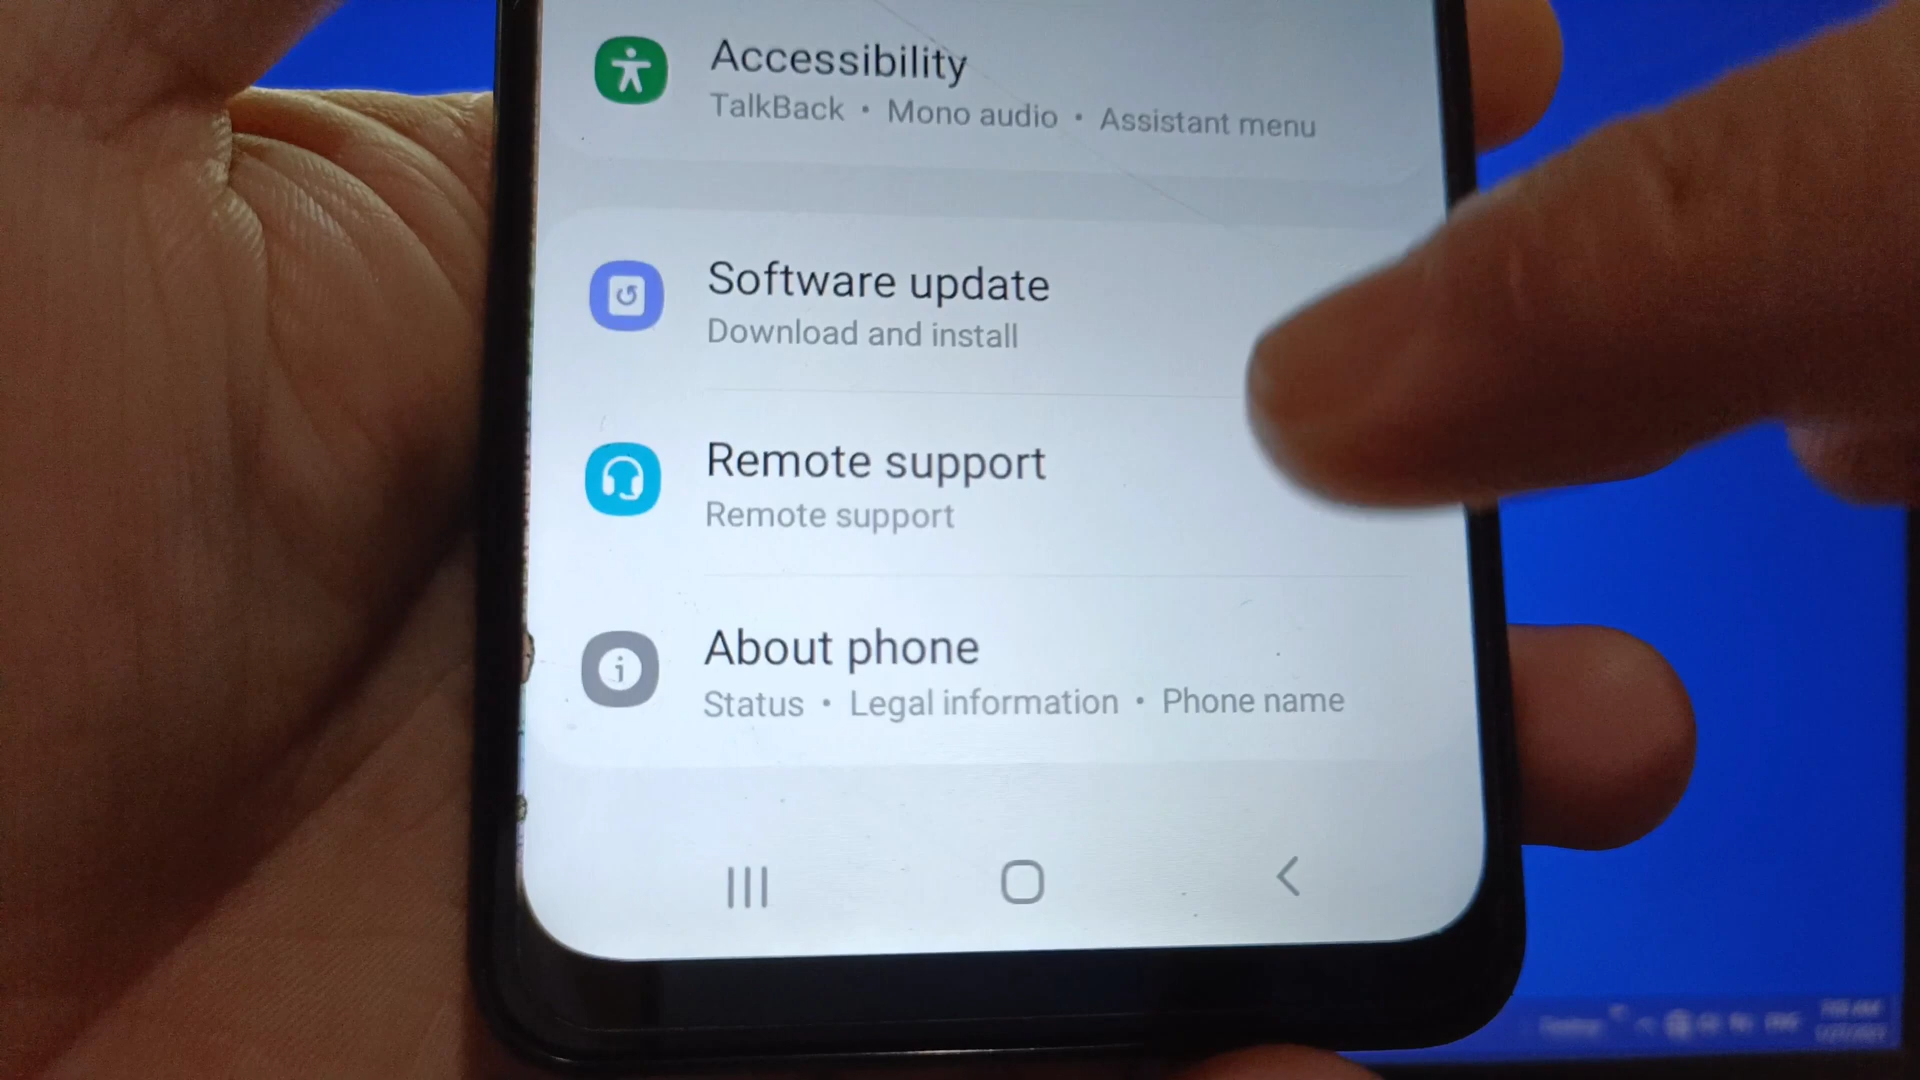 Accessibility
TalkBack • Mono audio • Assistant menu
Software update
Download and install
Remote support
Remote support
About phone
Status • Legal information • Phone name